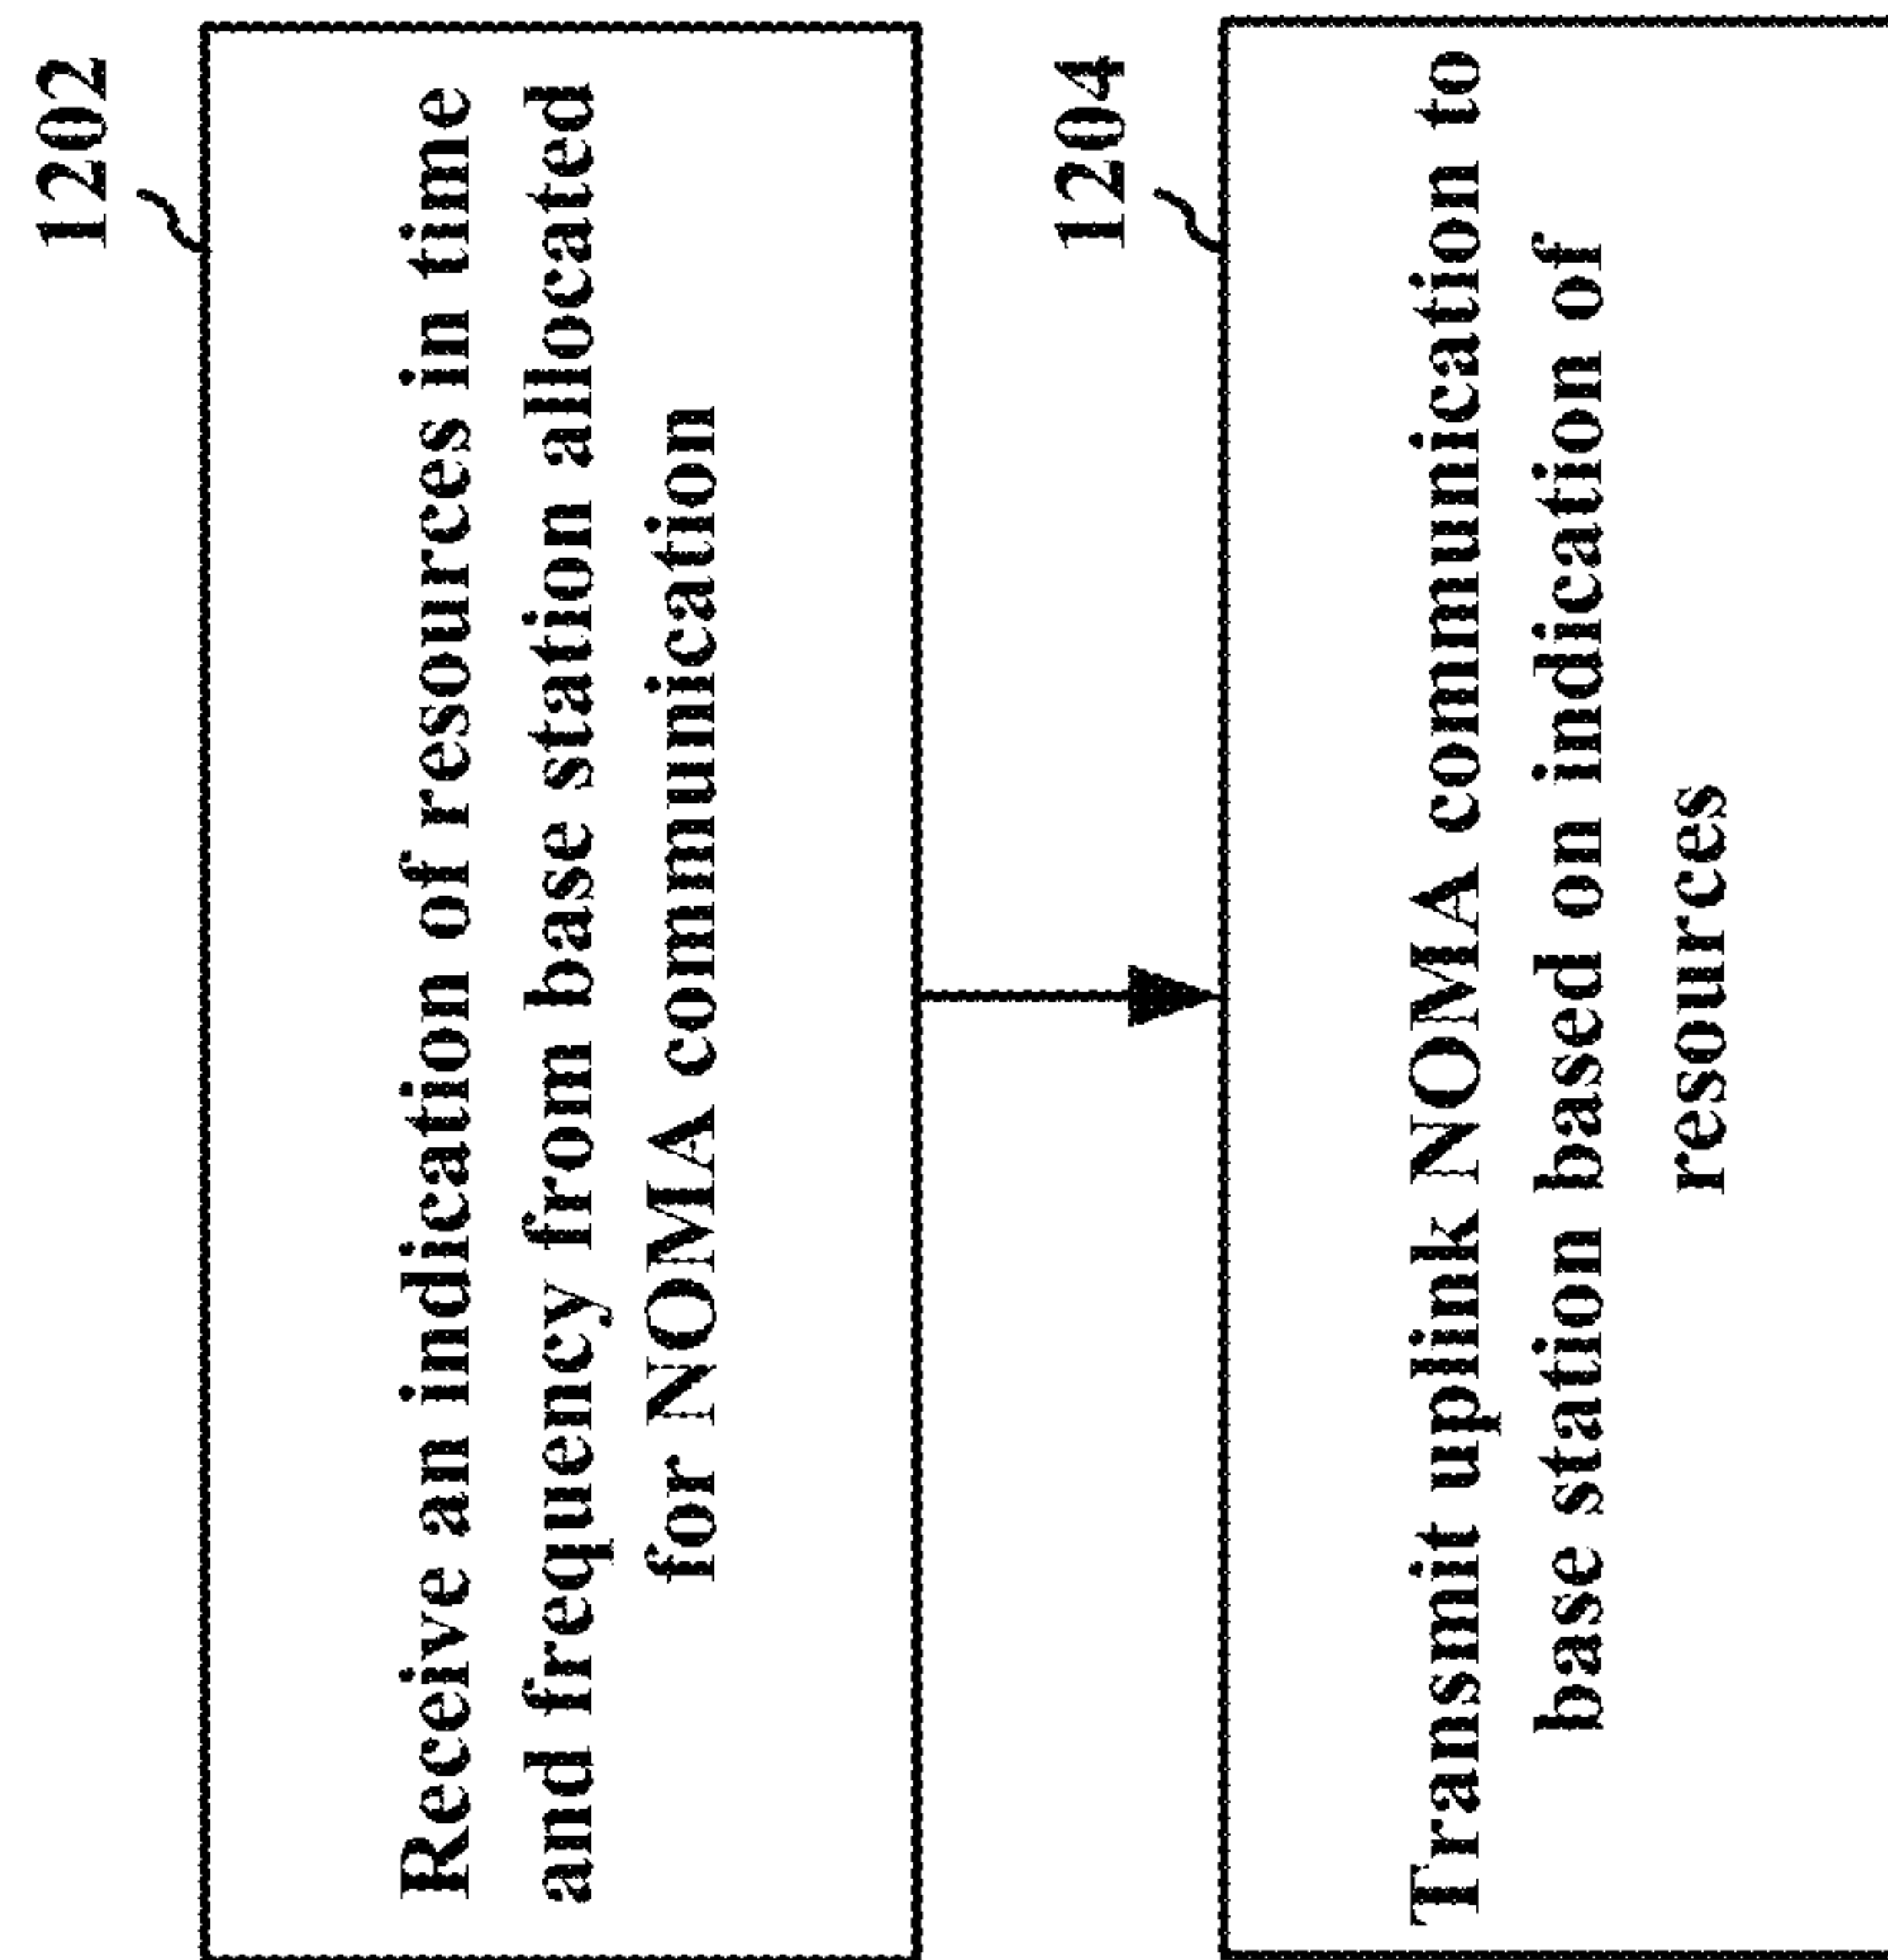 1202
Receive an indication of resources in time
and frequency from base station allocated
for NOMA communication
1204
Transmit uplink NOMA communication to
base station based on indication of
resources